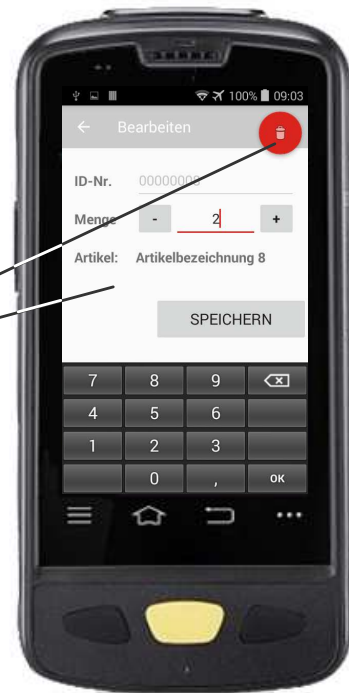 100% 09:03
← Bearbeiten
ID-Nr. 00000008
Menge - 2 +
Artikel: Artikelbezeichnung 8
SPEICHERN
7 8 9
4 5 6
1 2 3
0 , OK